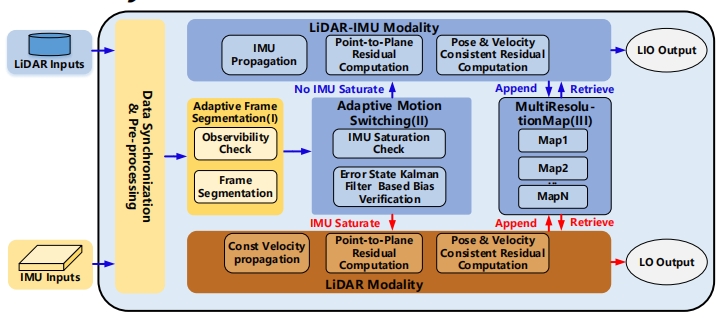 LiDAR Inputs
IMU Inputs
Data Synchronization
& Pre-processing
LiDAR-IMU Modality
IMU
Propagation
Point-to-Plane
Residual
Computation
Pose & Velocity
Consistent Residual
Computation
LIO Output
No IMU Saturate
Append
Retrieve
Adaptive Frame
Segmentation(I)
Observibility
Check
Frame
Segmentation
Adaptive Motion
Switching(II)
IMU Saturation
Check
Error State Kalman
Filter Based Bias
Verification
MultiResolu-
tionMap(III)
Map1
Map2
MapN
IMU Saturate
Append
Retrieve
Const Velocity
propagation
Point-to-Plane
Residual
Computation
Pose & Velocity
Consistent Residual
Computation
LiDAR Modality
LO Output